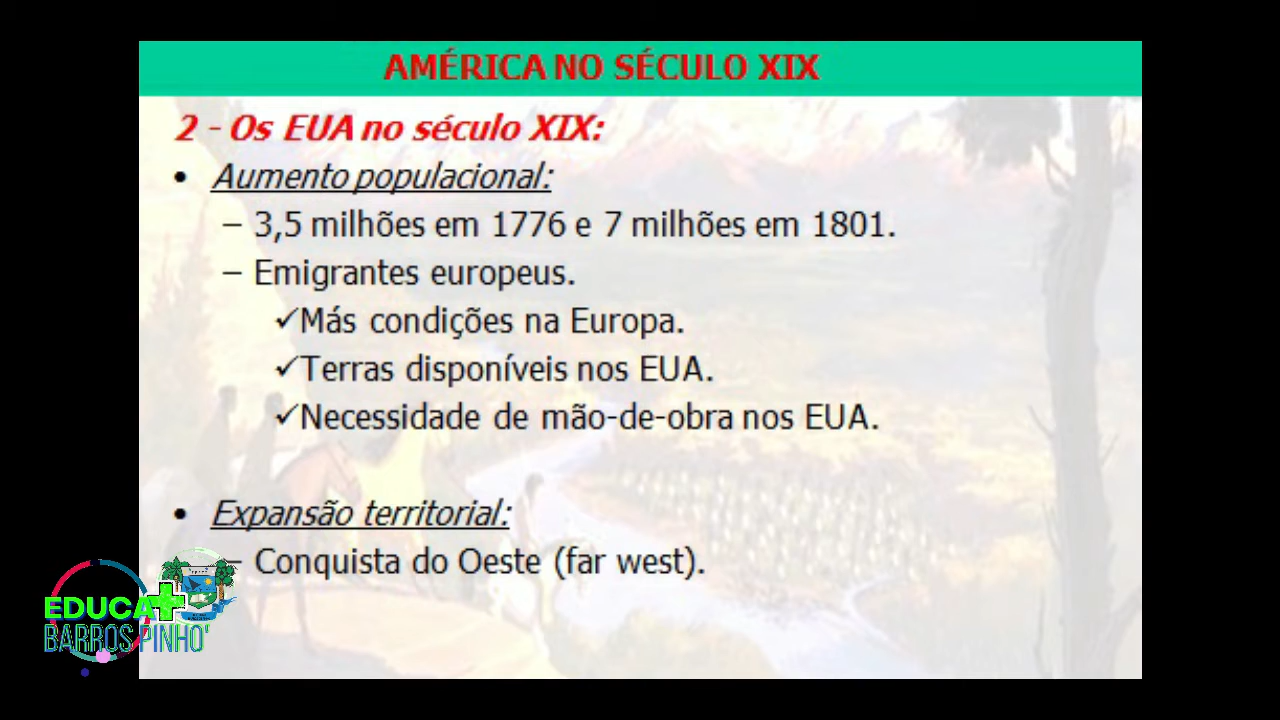 AMÉRICA NO SÉCULO XIX
2 - Os EUA no século XIX:
• Aumento populacional:
– 3,5 milhões em 1776 e 7 milhões em 1801.
– Emigrantes europeus.
✓Más condições na Europa.
✓Terras disponíveis nos EUA.
✓Necessidade de mão-de-obra nos EUA.
• Expansão territorial:
– Conquista do Oeste (far west).
EDUCA+
BARROS PINHO'